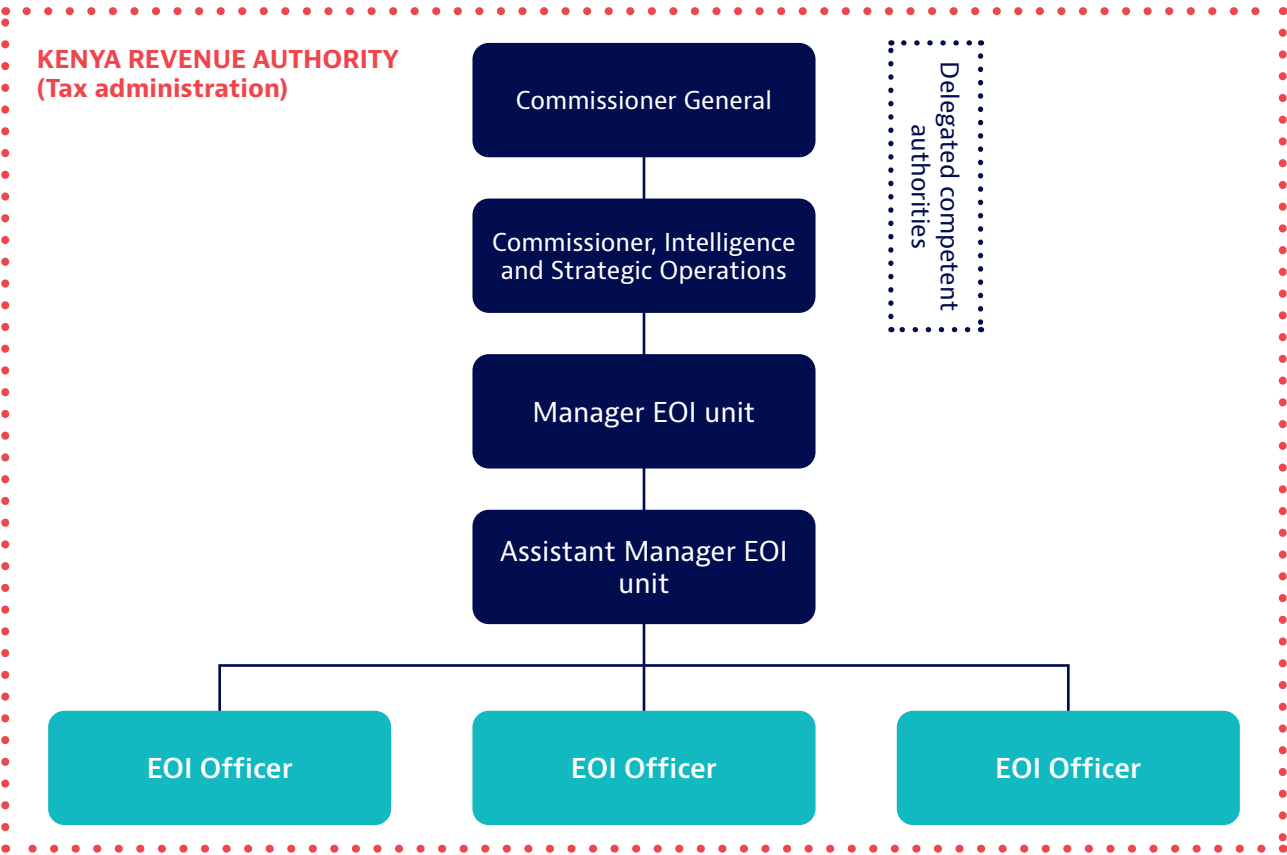 KENYA REVENUE AUTHORITY
(Tax administration)
Commissioner General
Delegated competent
authorities
Commissioner, Intelligence
and Strategic Operations
Manager EOI unit
Assistant Manager EOI
unit
EOI Officer
EOI Officer
EOI Officer